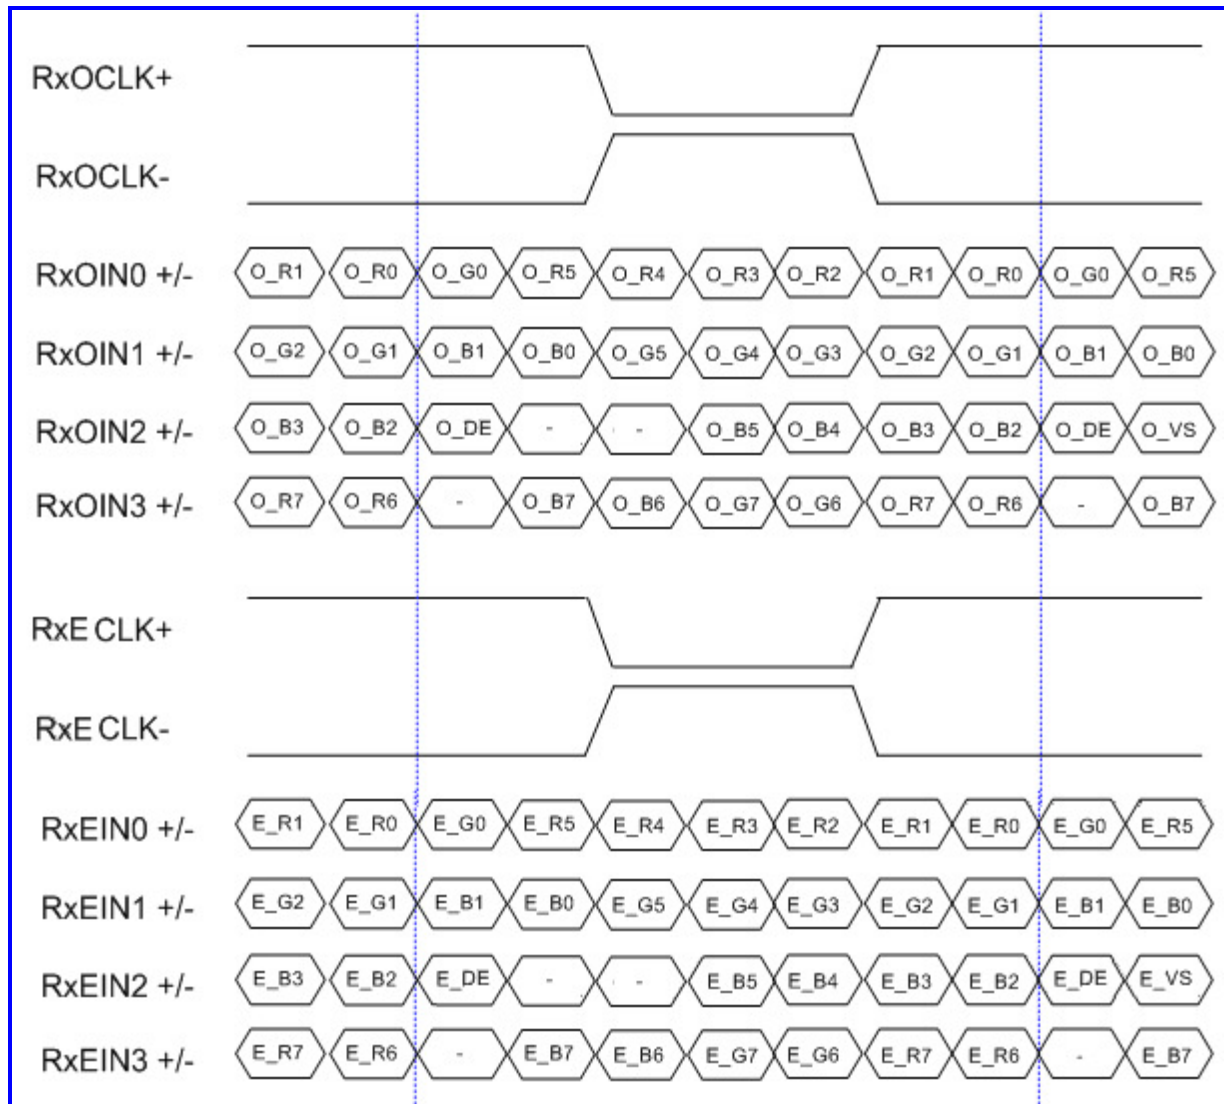 RxOCLK+
RxOCLK-
RxOIN0 +/- O_R1 O_R0 O_G0 O_R5 O_R4 O_R3 O_R2 O_R1 O_R0 O_G0 O_R5
RxOIN1 +/- O_G2 O_G1 O_B1 O_B0 O_G5 O_G4 O_G3 O_G2 O_G1 O_B1 O_B0
RxOIN2 +/- O_B3 O_B2 O_DE - - O_B5 O_B4 O_B3 O_B2 O_DE O_VS
RxOIN3 +/- O_R7 O_R6 - O_B7 O_B6 O_G7 O_G6 O_R7 O_R6 - O_B7
RxE CLK+
RxE CLK-
RxEIN0 +/- E_R1 E_R0 E_G0 E_R5 E_R4 E_R3 E_R2 E_R1 E_R0 E_G0 E_R5
RxEIN1 +/- E_G2 E_G1 E_B1 E_B0 E_G5 E_G4 E_G3 E_G2 E_G1 E_B1 E_B0
RxEIN2 +/- E_B3 E_B2 E_DE - - E_B5 E_B4 E_B3 E_B2 E_DE E_VS
RxEIN3 +/- E_R7 E_R6 - E_B7 E_B6 E_G7 E_G6 E_R7 E_R6 - E_B7